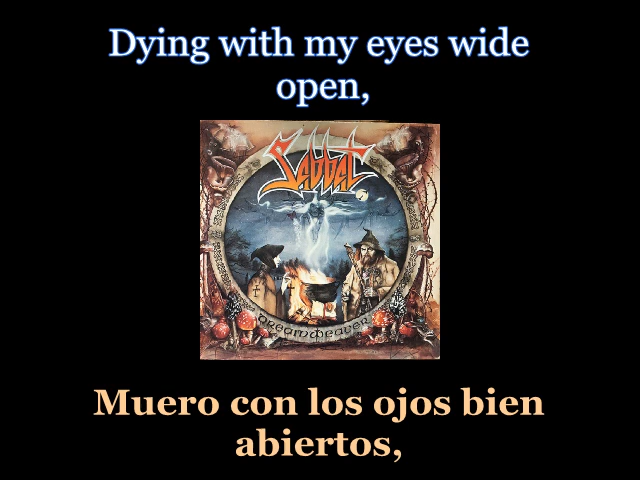 Dying with my eyes wide
open,
Sabbat
DREAMWEAVER
Muero con los ojos bien
abiertos,